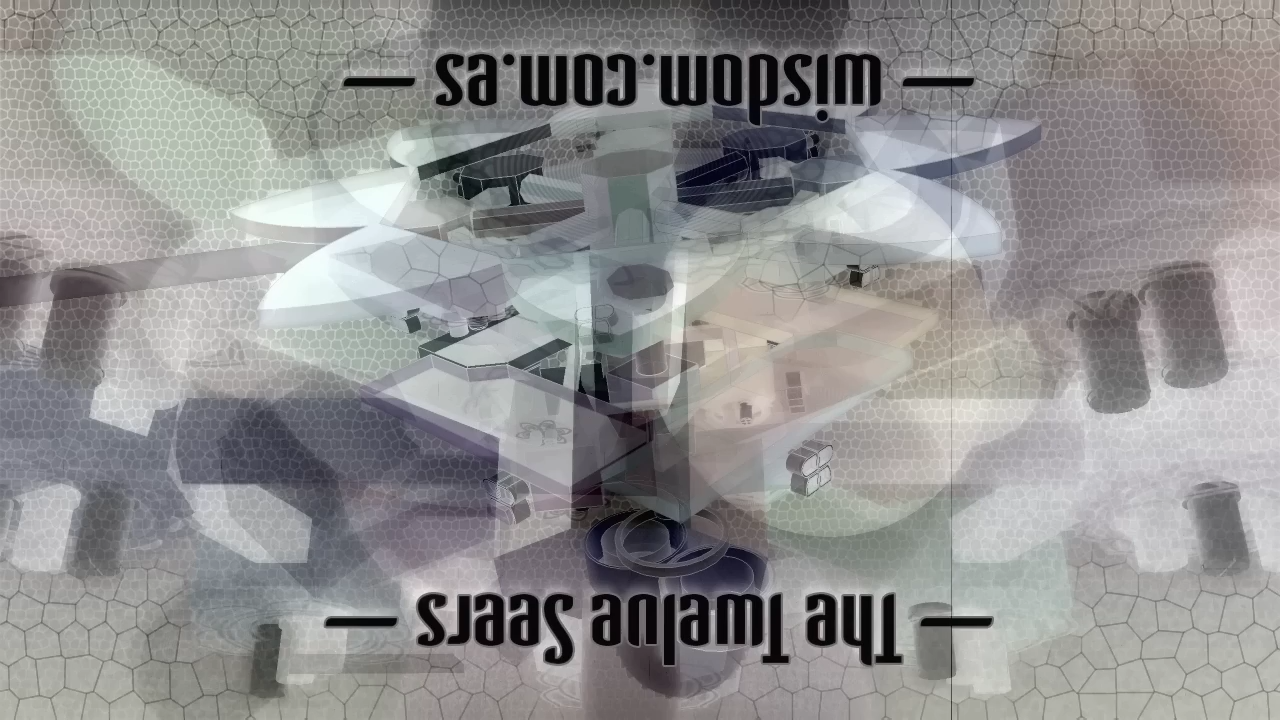 — The Twelve Seers —
— wisdom.com.es —